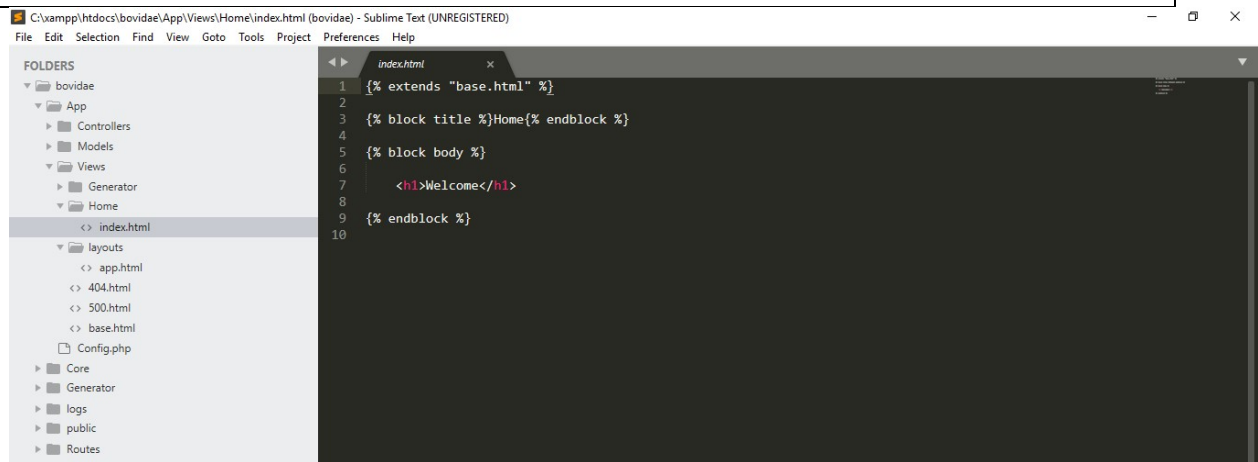 C:\xampp\htdocs\bovidae\App\Views\Home\index.html (bovidae) - Sublime Text (UNREGISTERED)
File Edit Selection Find View Goto Tools Project Preferences Help
FOLDERS
bovidae
App
Controllers
Models
Views
Generator
Home
index.html
layouts
app.html
404.html
500.html
base.html
Config.php
Core
Generator
logs
public
Routes
index.html
1 {% extends "base.html" %}
2
3 {% block title %}Home{% endblock %}
4
5 {% block body %}
6
7 <h1>Welcome</h1>
8
9 {% endblock %}
10